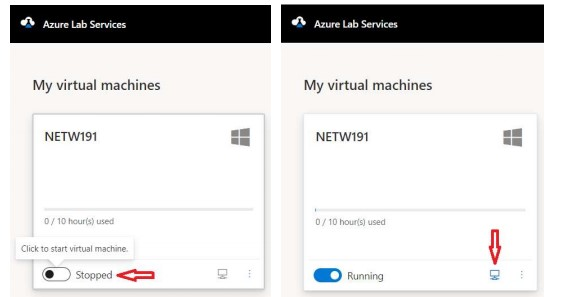 Azure Lab Services
My virtual machines
NETW191
0 / 10 hour(s) used
Click to start virtual machine.
Stopped
Azure Lab Services
My virtual machines
NETW191
0 / 10 hour(s) used
Running